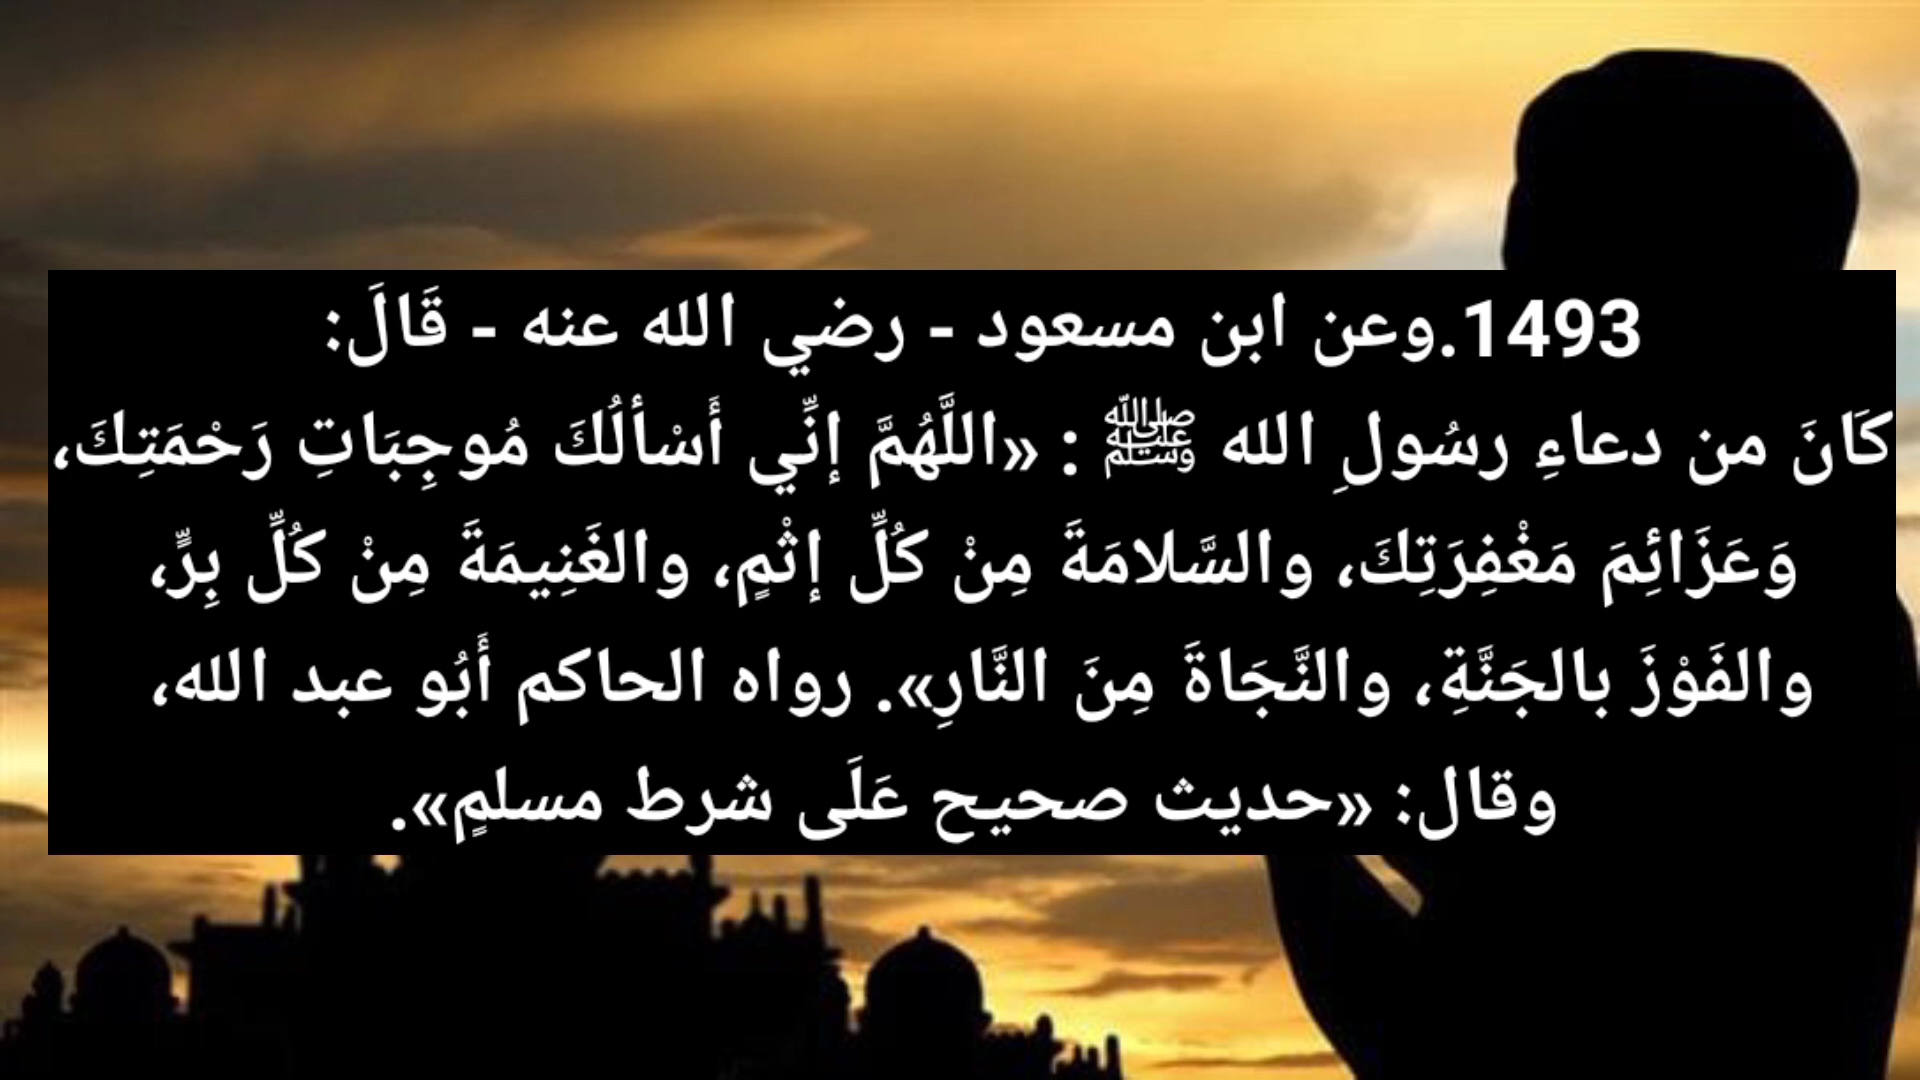 1493.وعن ابن مسعود - رضي الله عنه - قَالَ:
كَانَ من دعاءِ رسُولِ الله ﷺ : «اللَّهُمَّ إنِّي أَسْألُكَ مُوجِبَاتِ رَحْمَتِكَ،
وَعَزَائِمَ مَغْفِرَتِكَ، والسَّلامَةَ مِنْ كُلِّ إثْمٍ، والغَنِيمَةَ مِنْ كُلِّ بِرٍّ،
والفَوْزَ بالجَنَّةِ، والنَّجَاةَ مِنَ النَّارِ». رواه الحاكم أَبُو عبد الله،
وقال: «حديث صحيح عَلَى شرط مسلمٍ».